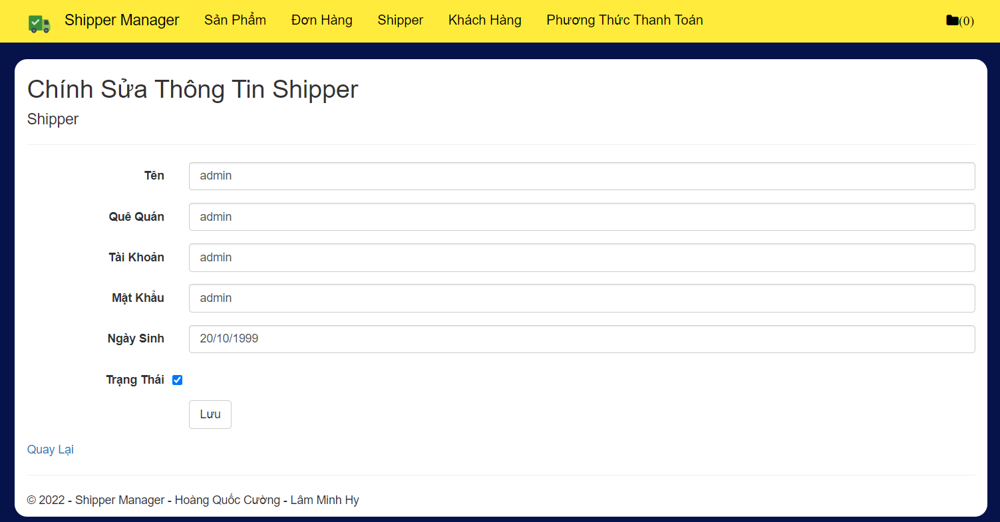 Shipper Manager Sản Phẩm Đơn Hàng Shipper Khách Hàng Phương Thức Thanh Toán (0)
Chính Sửa Thông Tin Shipper
Shipper
Tên admin
Quê Quán admin
Tài Khoản admin
Mật Khẩu admin
Ngày Sinh 20/10/1999
Trạng Thái
Lưu
Quay Lại
© 2022 - Shipper Manager - Hoàng Quốc Cường - Lâm Minh Hy